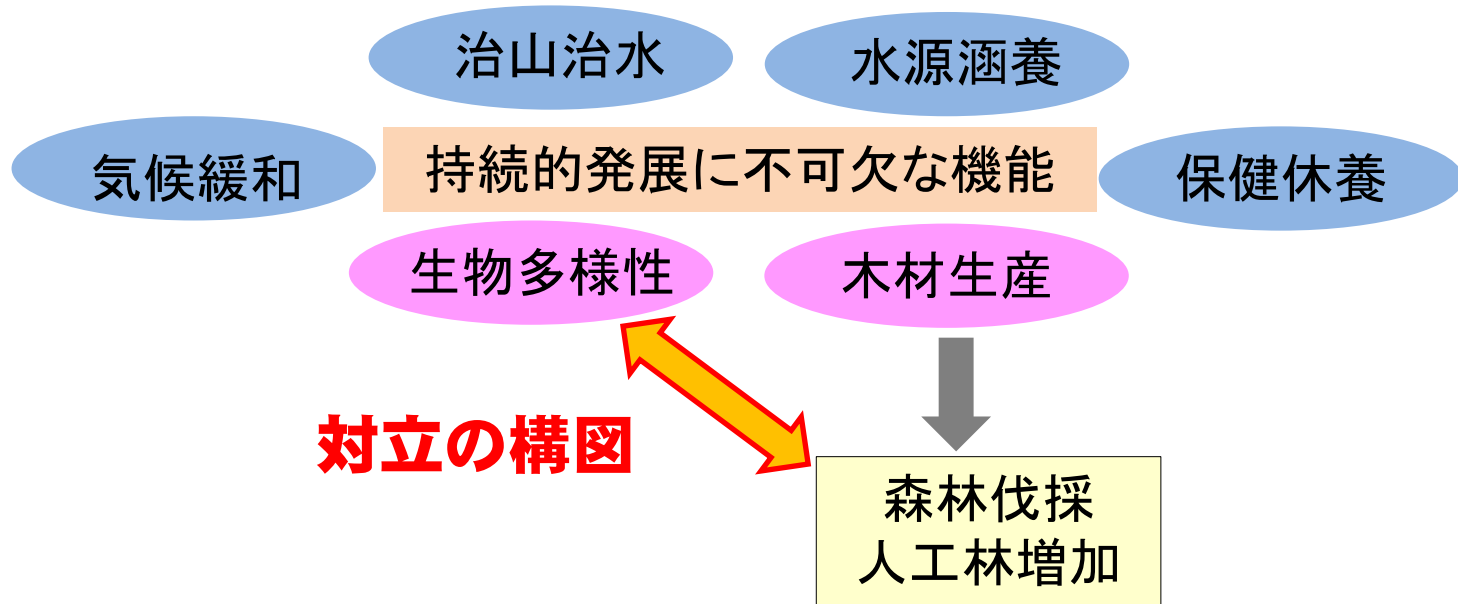 治山治水
水源涵養
気候緩和
持続的発展に不可欠な機能
保健休養
生物多様性
木材生産
対立の構図
森林伐採
人工林増加